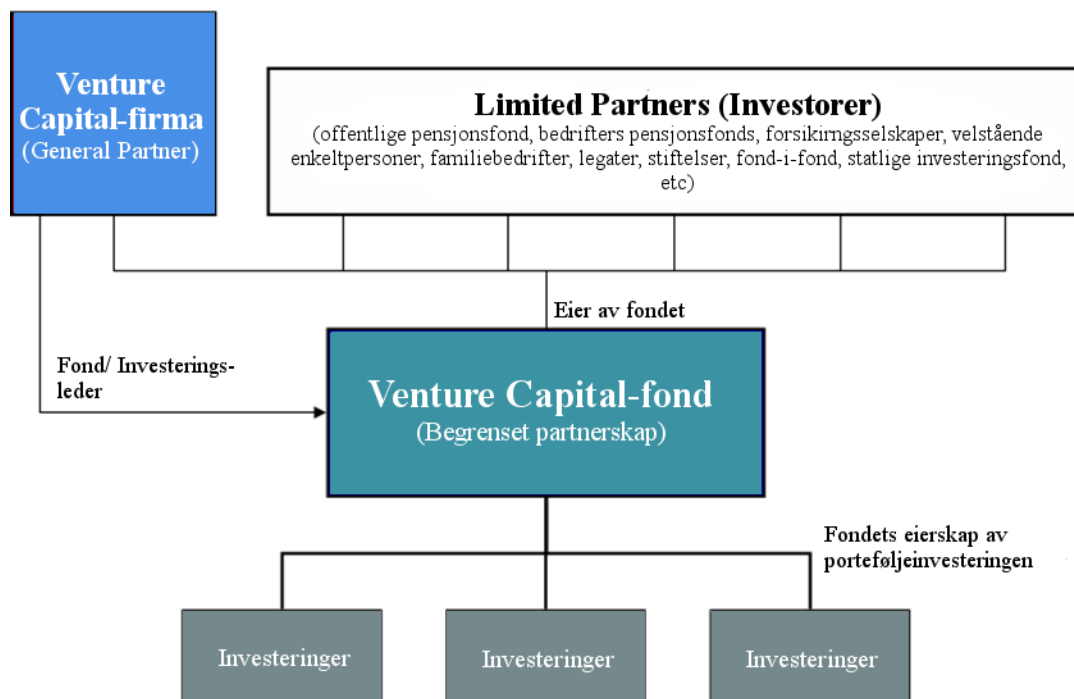 Venture
Capital-firma
(General Partner)
Limited Partners (Investorer)
(offentlige pensjonsfond, bedrifters pensjonsfonds, forsikirngsselskaper, velstående
enkeltpersoner, familiebedrifter, legater, stiftelser, fond-i-fond, statlige investeringsfond,
etc)
Eier av fondet
Fond/ Investerings-
leder
Venture Capital-fond
(Begrenset partnerskap)
Fondets eierskap av
porteføljeinvesteringen
Investeringer
Investeringer
Investeringer